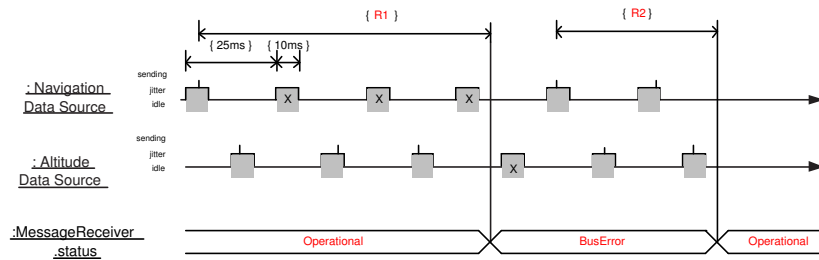 { R1 }
{ R2 }
{ 25ms }
{ 10ms }
sending
jitter
idle
: Navigation
Data Source
X
X
X
sending
jitter
idle
: Altitude
Data Source
X
:MessageReceiver
.status
Operational
BusError
Operational